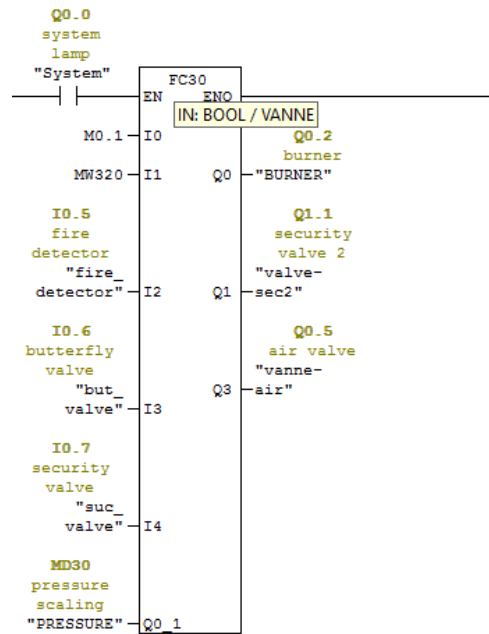 Q0.0
system
lamp
"System"
FC30
EN ENO
IN: BOOL / VANNE
M0.1 I0
Q0.2
burner
MW320 I1 Q0 "BURNER"
I0.5
fire
detector
"fire_
detector" I2
Q1.1
security
valve 2
"valve-
Q1 sec2"
I0.6
butterfly
valve
"but_
valve" I3
Q0.5
air valve
"vanne-
Q3 air"
I0.7
security
valve
"suc_
valve" I4
MD30
pressure
scaling
"PRESSURE" Q0_1